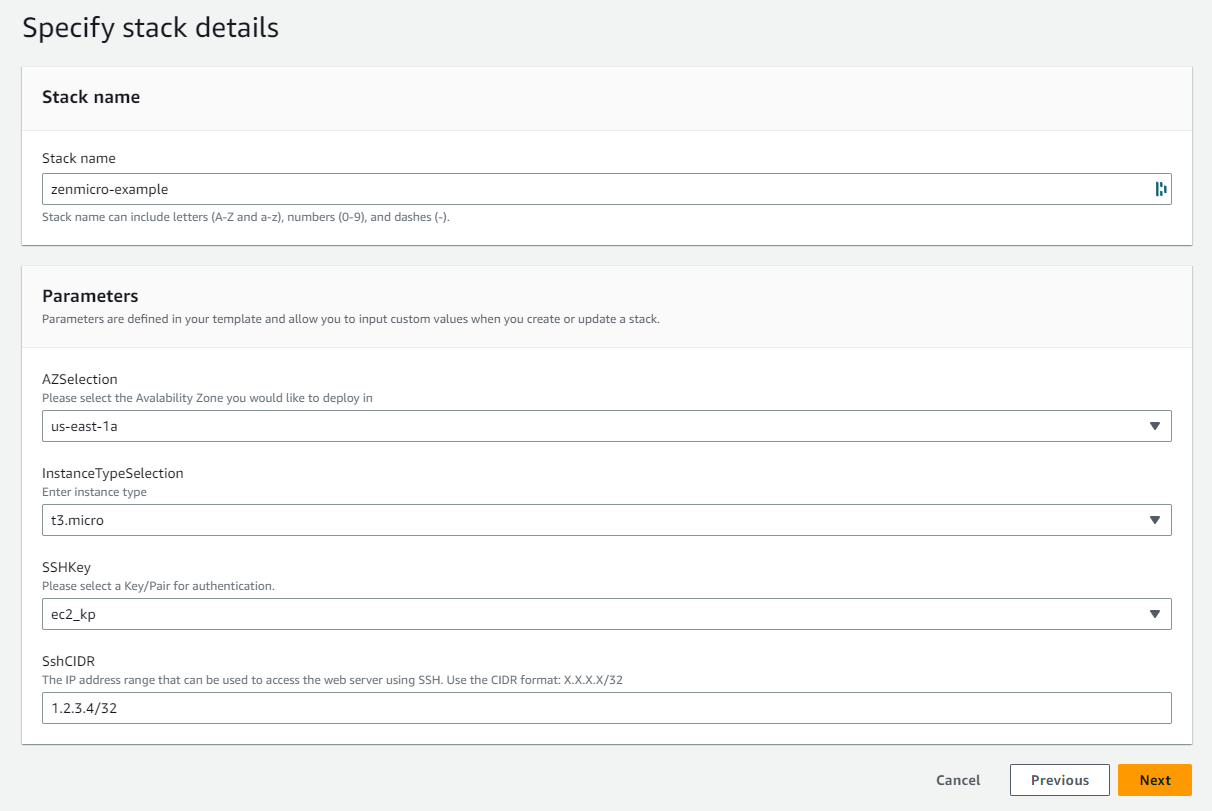 Specify stack details
Stack name
Stack name
zenmicro-example
Stack name can include letters (A-Z and a-z), numbers (0-9), and dashes (-).
Parameters
Parameters are defined in your template and allow you to input custom values when you create or update a stack.
AZSelection
Please select the Avalability Zone you would like to deploy in
us-east-1a
InstanceTypeSelection
Enter instance type
t3.micro
SSHKey
Please select a Key/Pair for authentication.
ec2_kp
SshCIDR
The IP address range that can be used to access the web server using SSH. Use the CIDR format: X.X.X.X/32
1.2.3.4/32
Cancel Previous Next